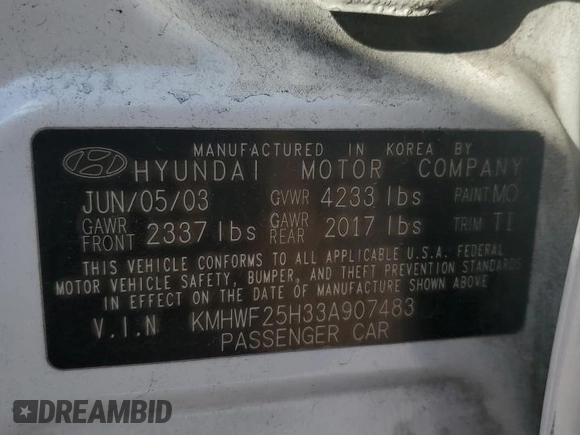 MANUFACTURED IN KOREA BY
HYUNDAI MOTOR COMPANY
JUN/05/03 GVWR 4233 lbs PAINT MO
GAWR FRONT 2337 lbs GAWR REAR 2017 lbs TRIM TI
THIS VEHICLE CONFORMS TO ALL APPLICABLE U.S.A. FEDERAL
MOTOR VEHICLE SAFETY, BUMPER, AND THEFT PREVENTION STANDARDS
IN EFFECT ON THE DATE OF MANUFACTURE SHOWN ABOVE
V.I.N KMHWF25H33A907483
PASSENGER CAR
DREAMBID